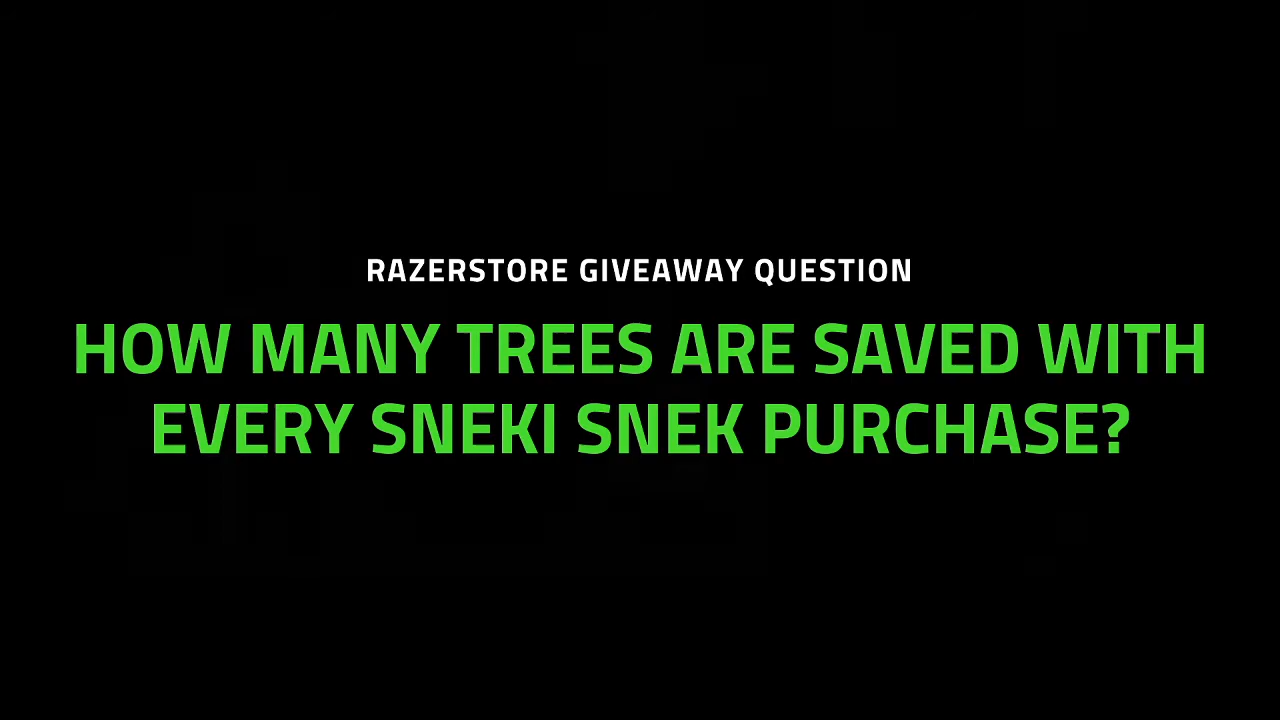 RAZERSTORE GIVEAWAY QUESTION
HOW MANY TREES ARE SAVED WITH
EVERY SNEKI SNEK PURCHASE?